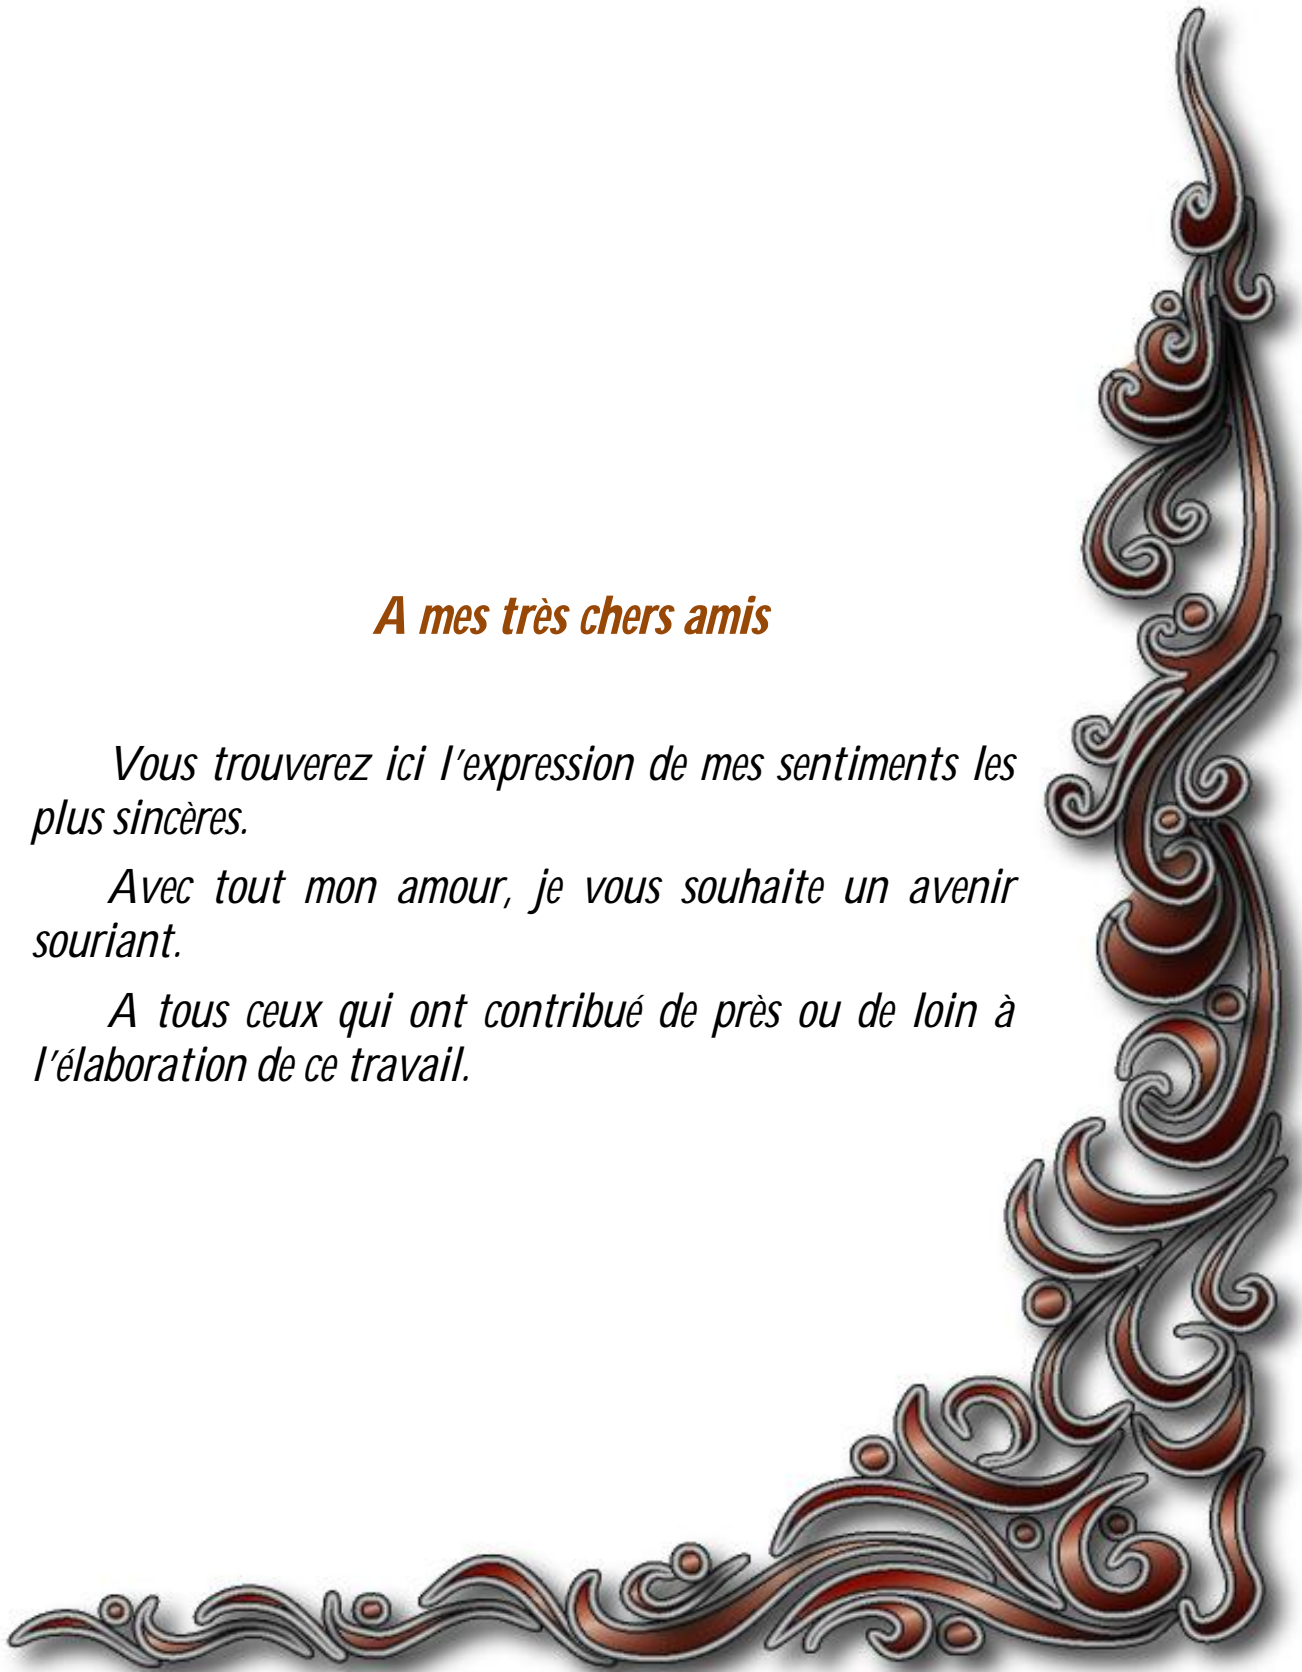 A mes très chers amis
Vous trouverez ici l'expression de mes sentiments les
plus sincères.
Avec tout mon amour, je vous souhaite un avenir
souriant.
A tous ceux qui ont contribué de près ou de loin à
l'élaboration de ce travail.